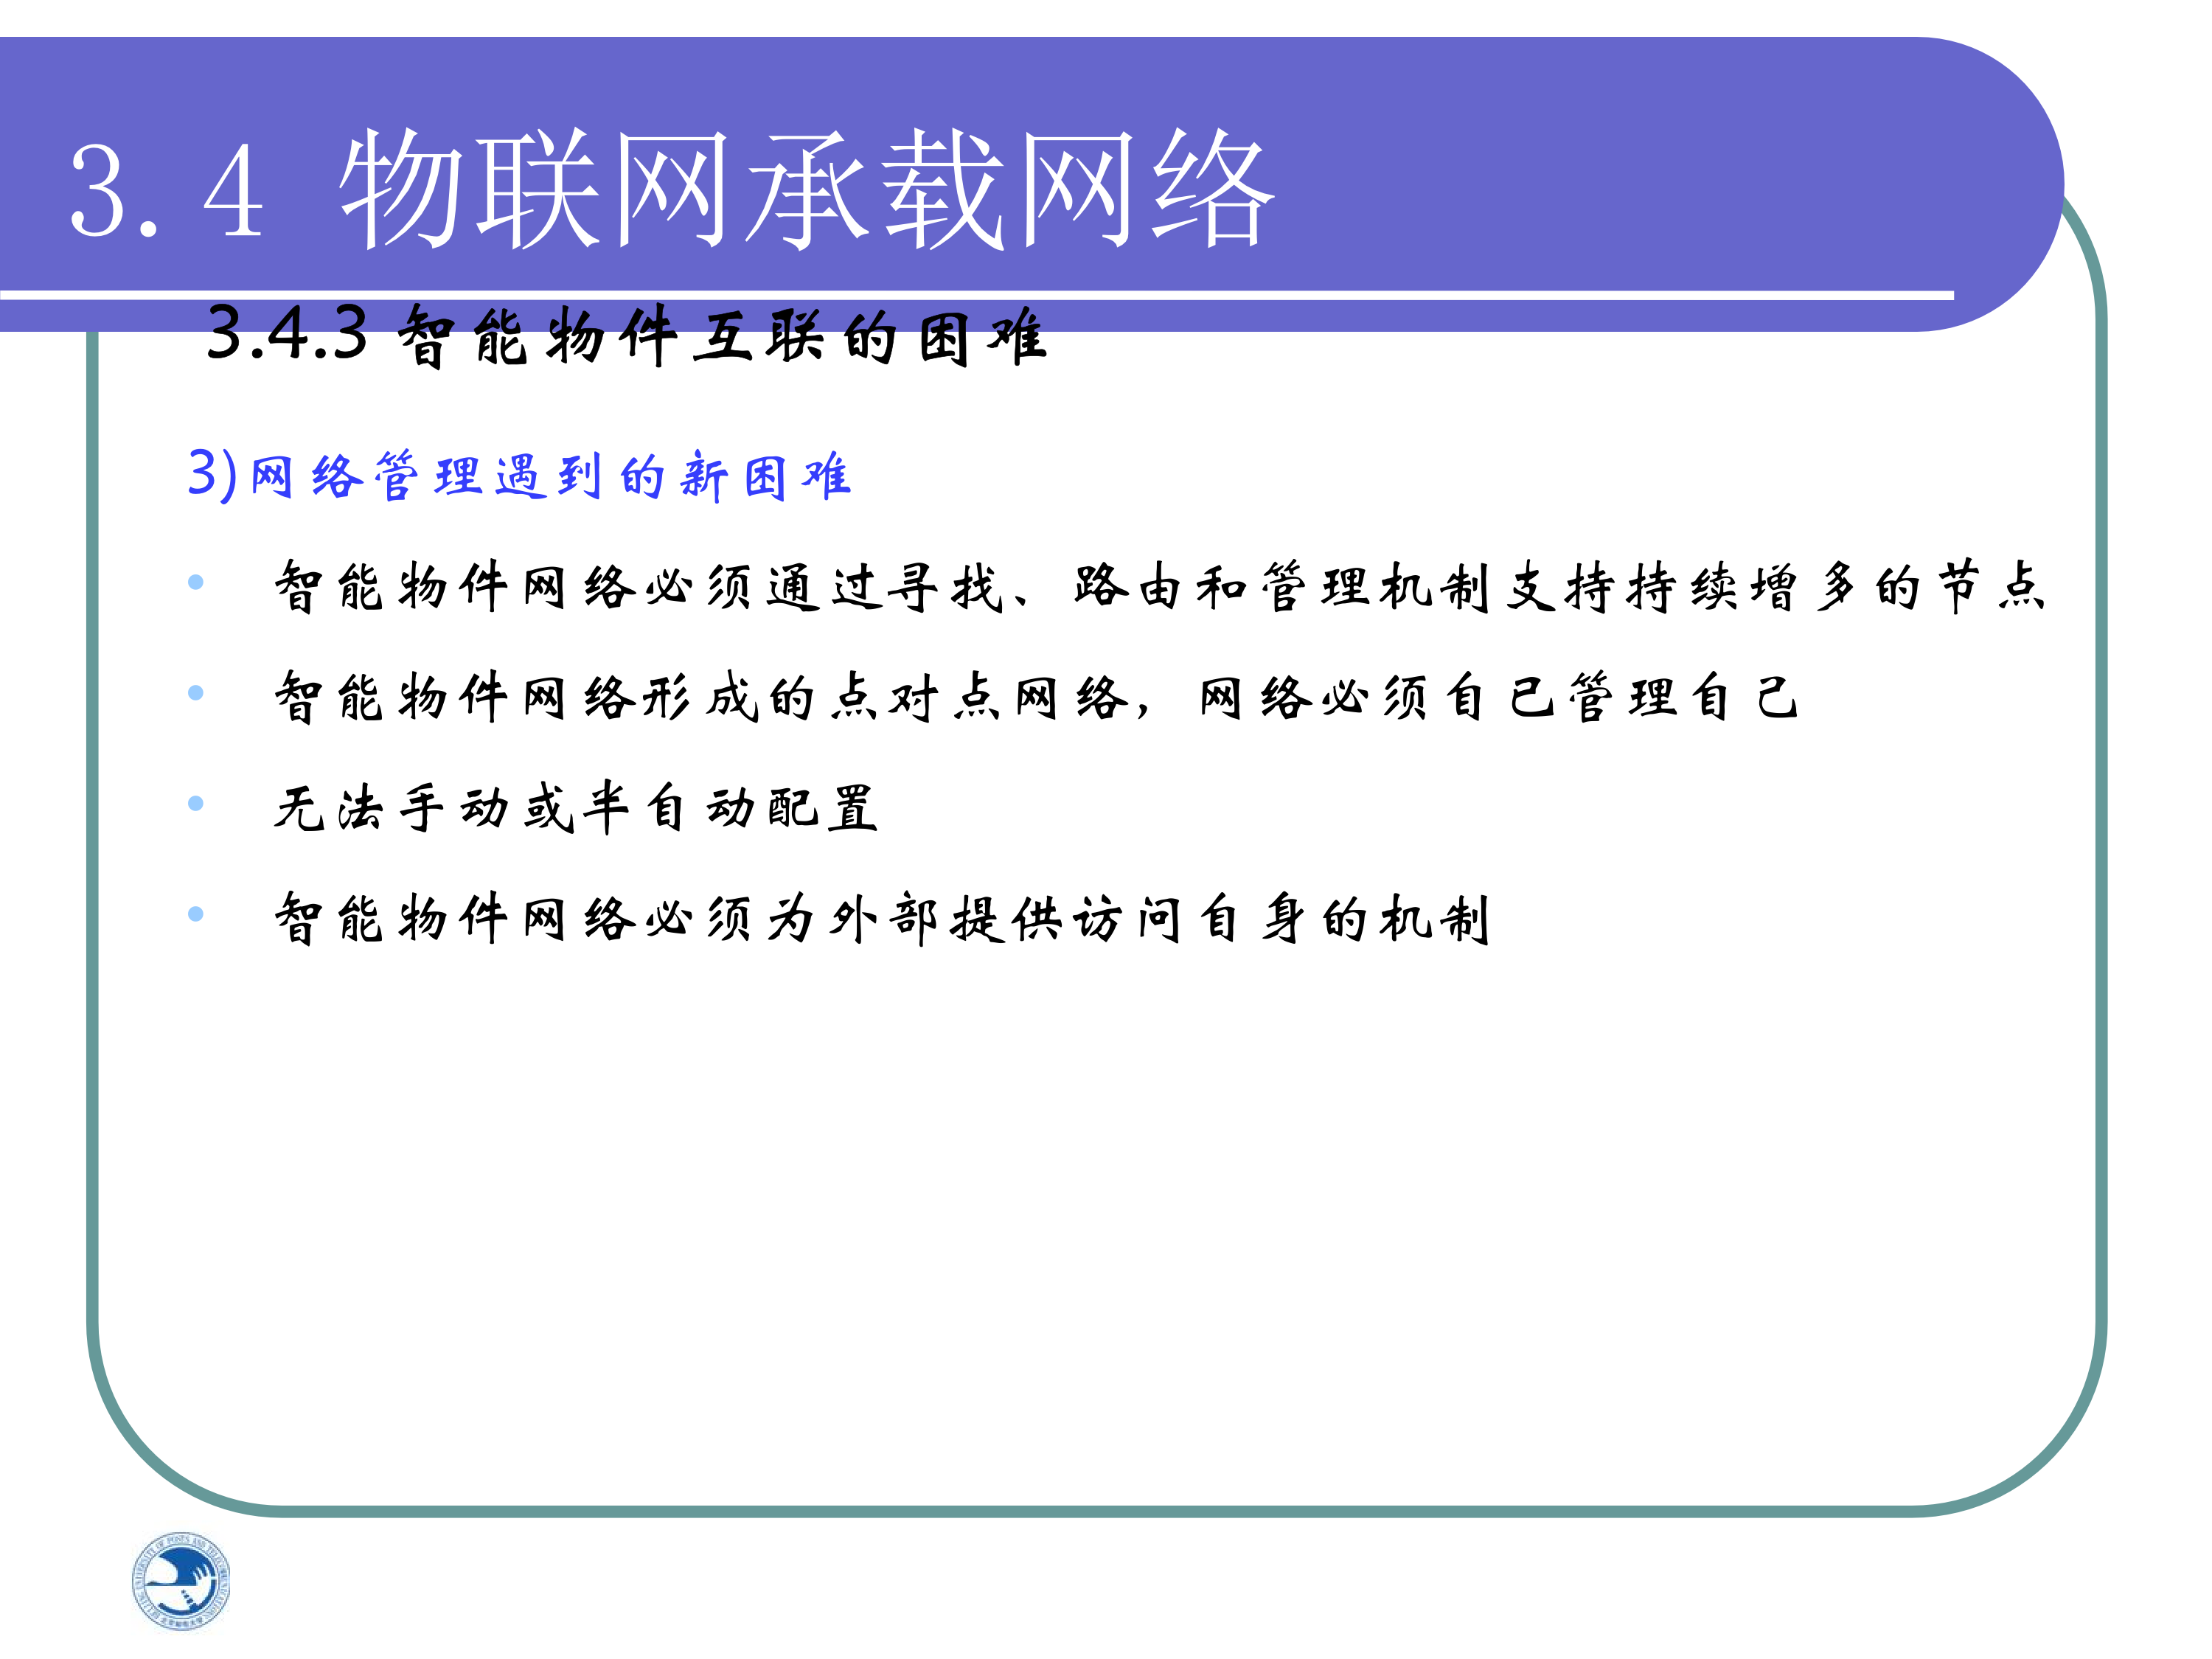 3.4 物联网承载网络
3.4.3 智能物件互联的困难
3)网络管理遇到的新困难
• 智能物件网络必须通过寻找、路由和管理机制支持持续增多的节点
• 智能物件网络形成的点对点网络，网络必须自己管理自己
• 无法手动或半自动配置
• 智能物件网络必须为外部提供访问自身的机制